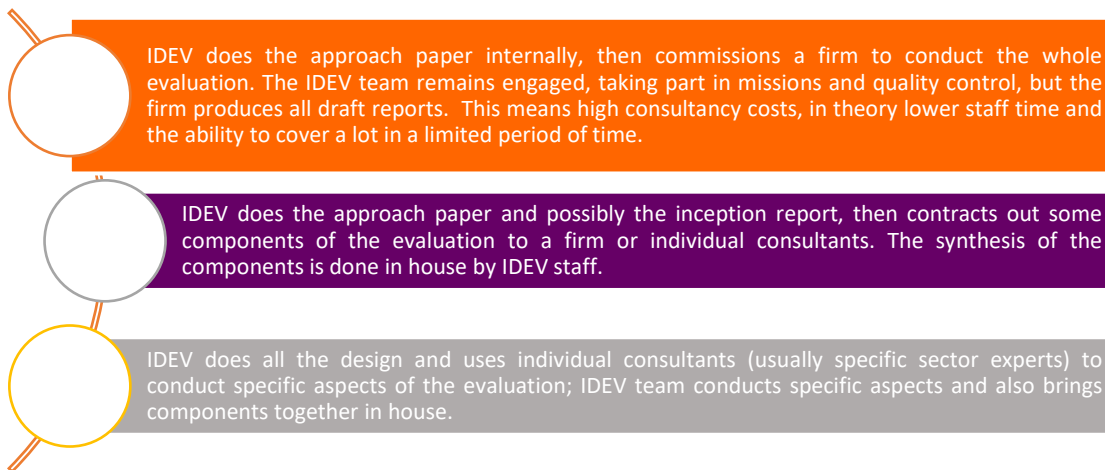 IDEV does the approach paper internally, then commissions a firm to conduct the whole
evaluation. The IDEV team remains engaged, taking part in missions and quality control, but the
firm produces all draft reports. This means high consultancy costs, in theory lower staff time and
the ability to cover a lot in a limited period of time.
IDEV does the approach paper and possibly the inception report, then contracts out some
components of the evaluation to a firm or individual consultants. The synthesis of the
components is done in house by IDEV staff.
IDEV does all the design and uses individual consultants (usually specific sector experts) to
conduct specific aspects of the evaluation; IDEV team conducts specific aspects and also brings
components together in house.